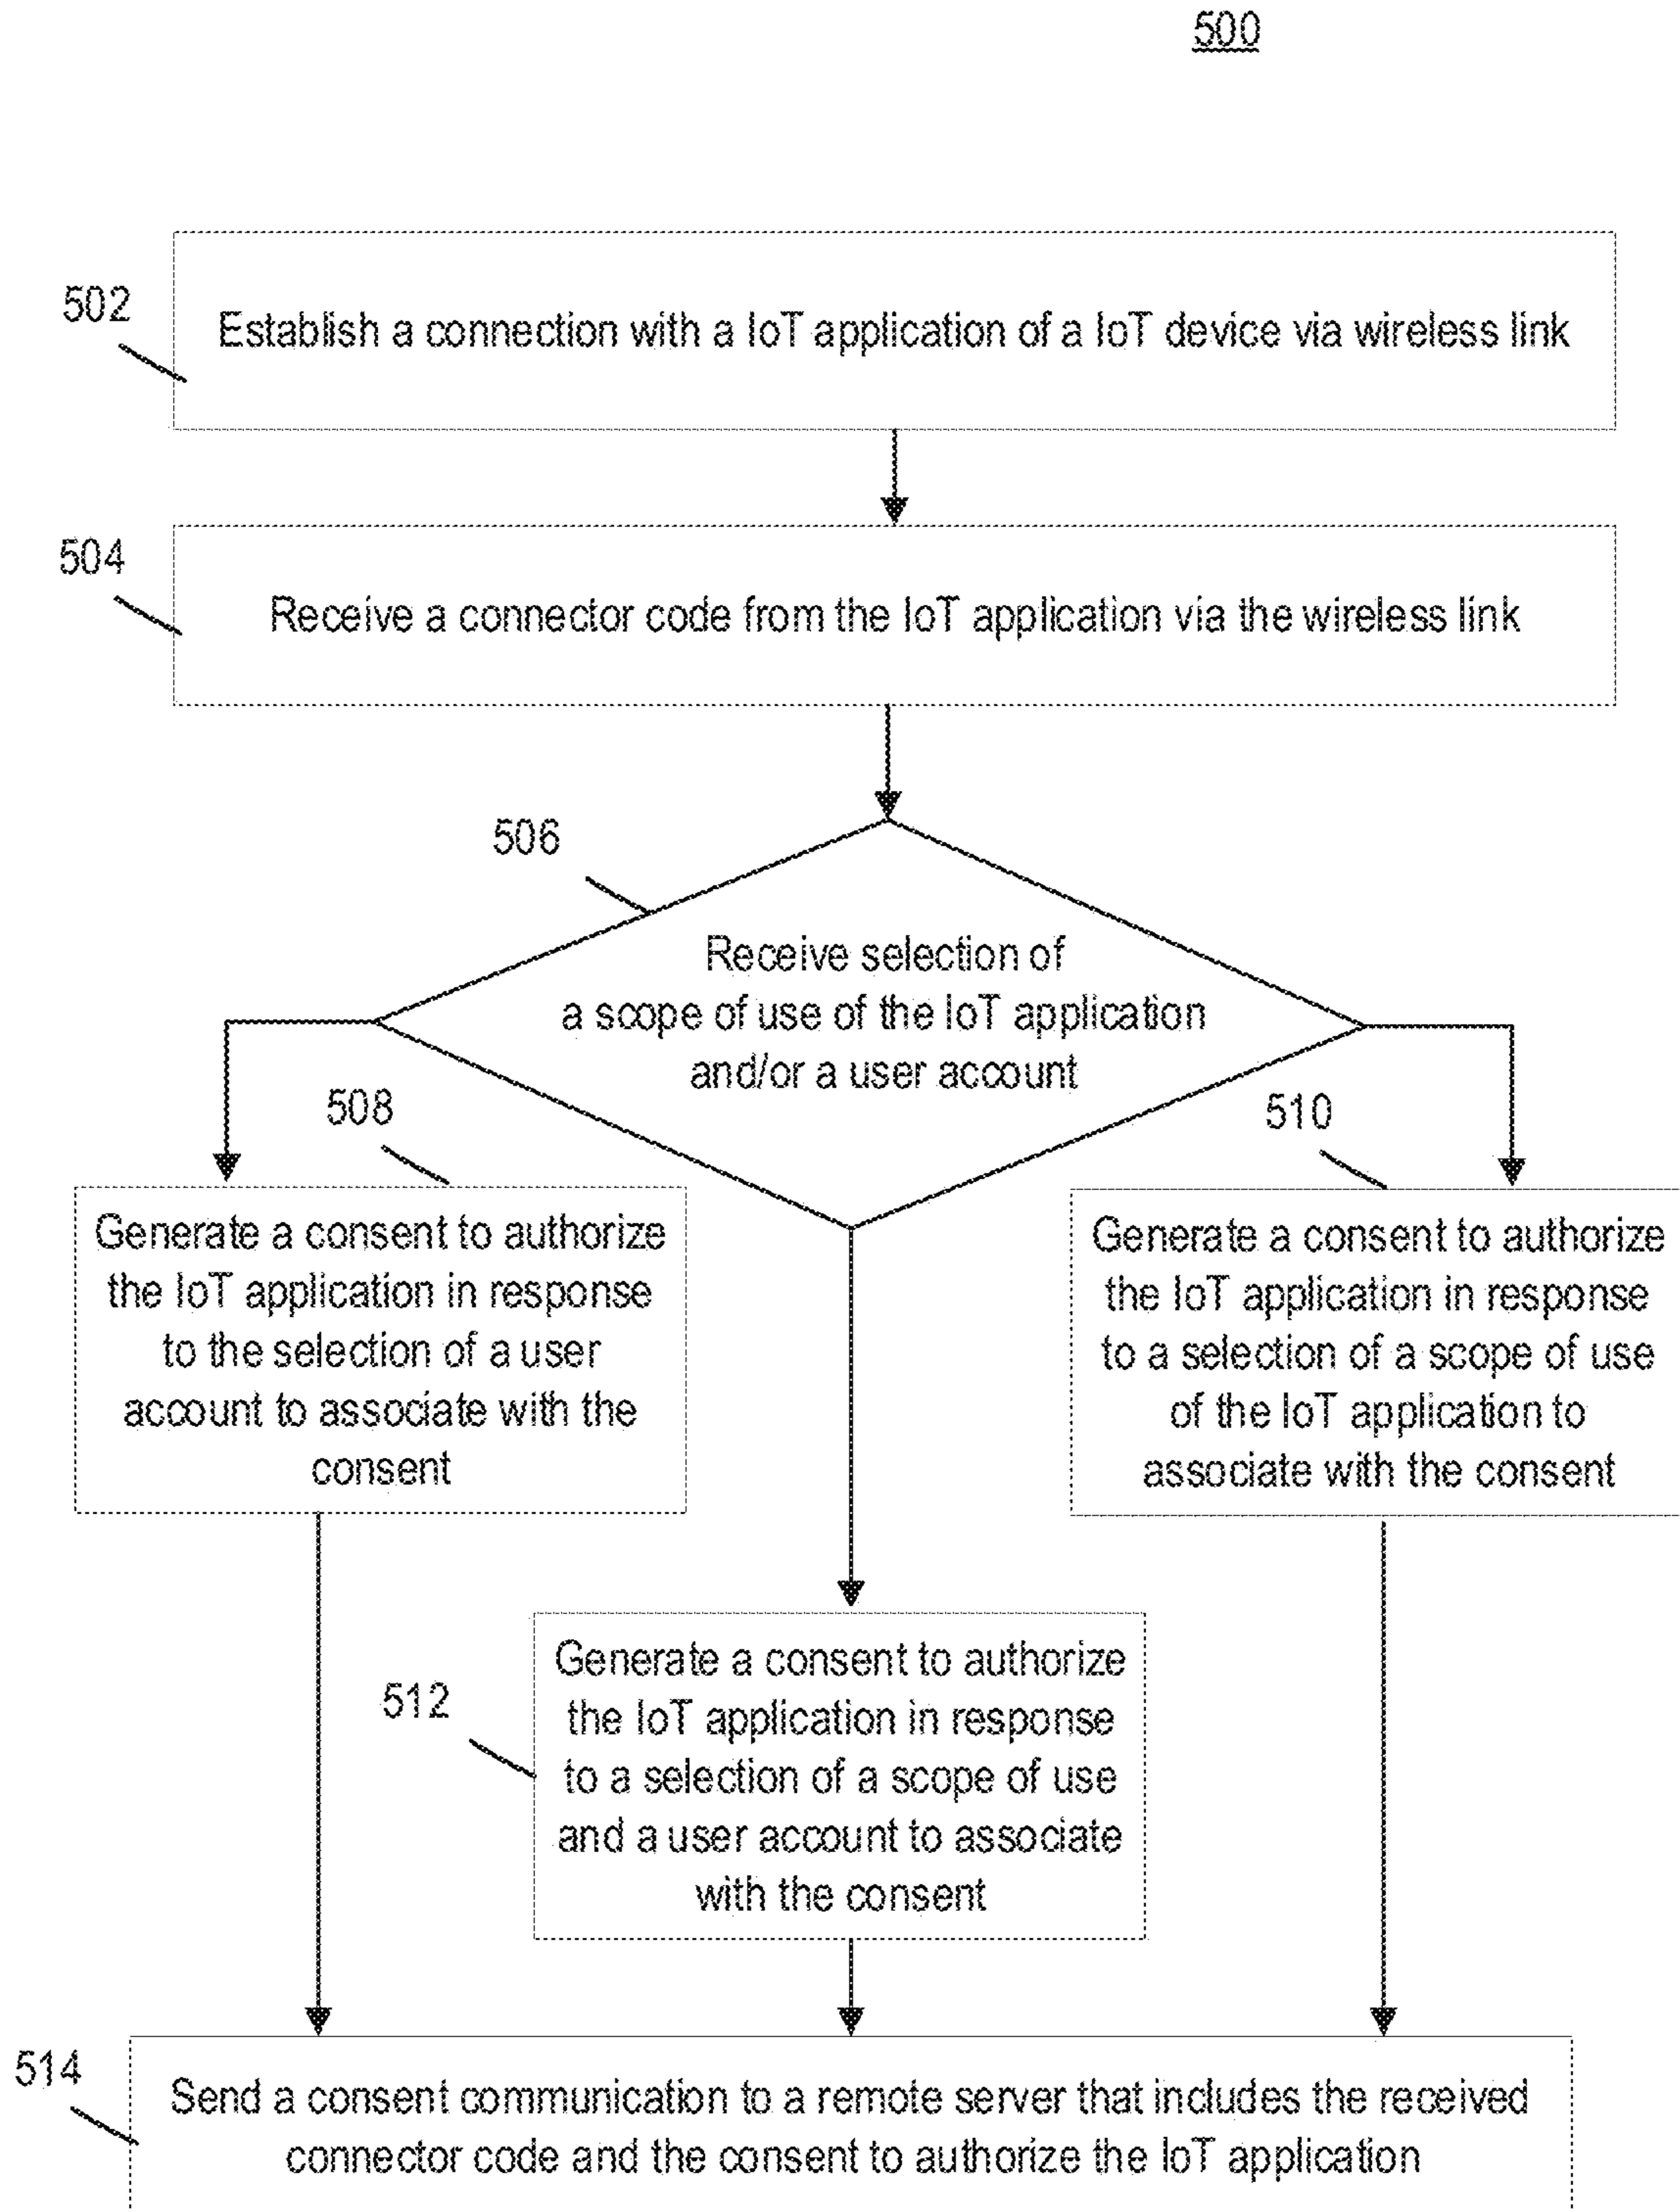 500
502
Establish a connection with a IoT application of a IoT device via wireless link
504
Receive a connector code from the IoT application via the wireless link
506
Receive selection of
a scope of use of the IoT application
and/or a user account
508
Generate a consent to authorize
the IoT application in response
to the selection of a user
account to associate with the
consent
510
Generate a consent to authorize
the IoT application in response
to a selection of a scope of use
of the IoT application to
associate with the consent
512
Generate a consent to authorize
the IoT application in response
to a selection of a scope of use
and a user account to associate
with the consent
514
Send a consent communication to a remote server that includes the received
connector code and the consent to authorize the IoT application